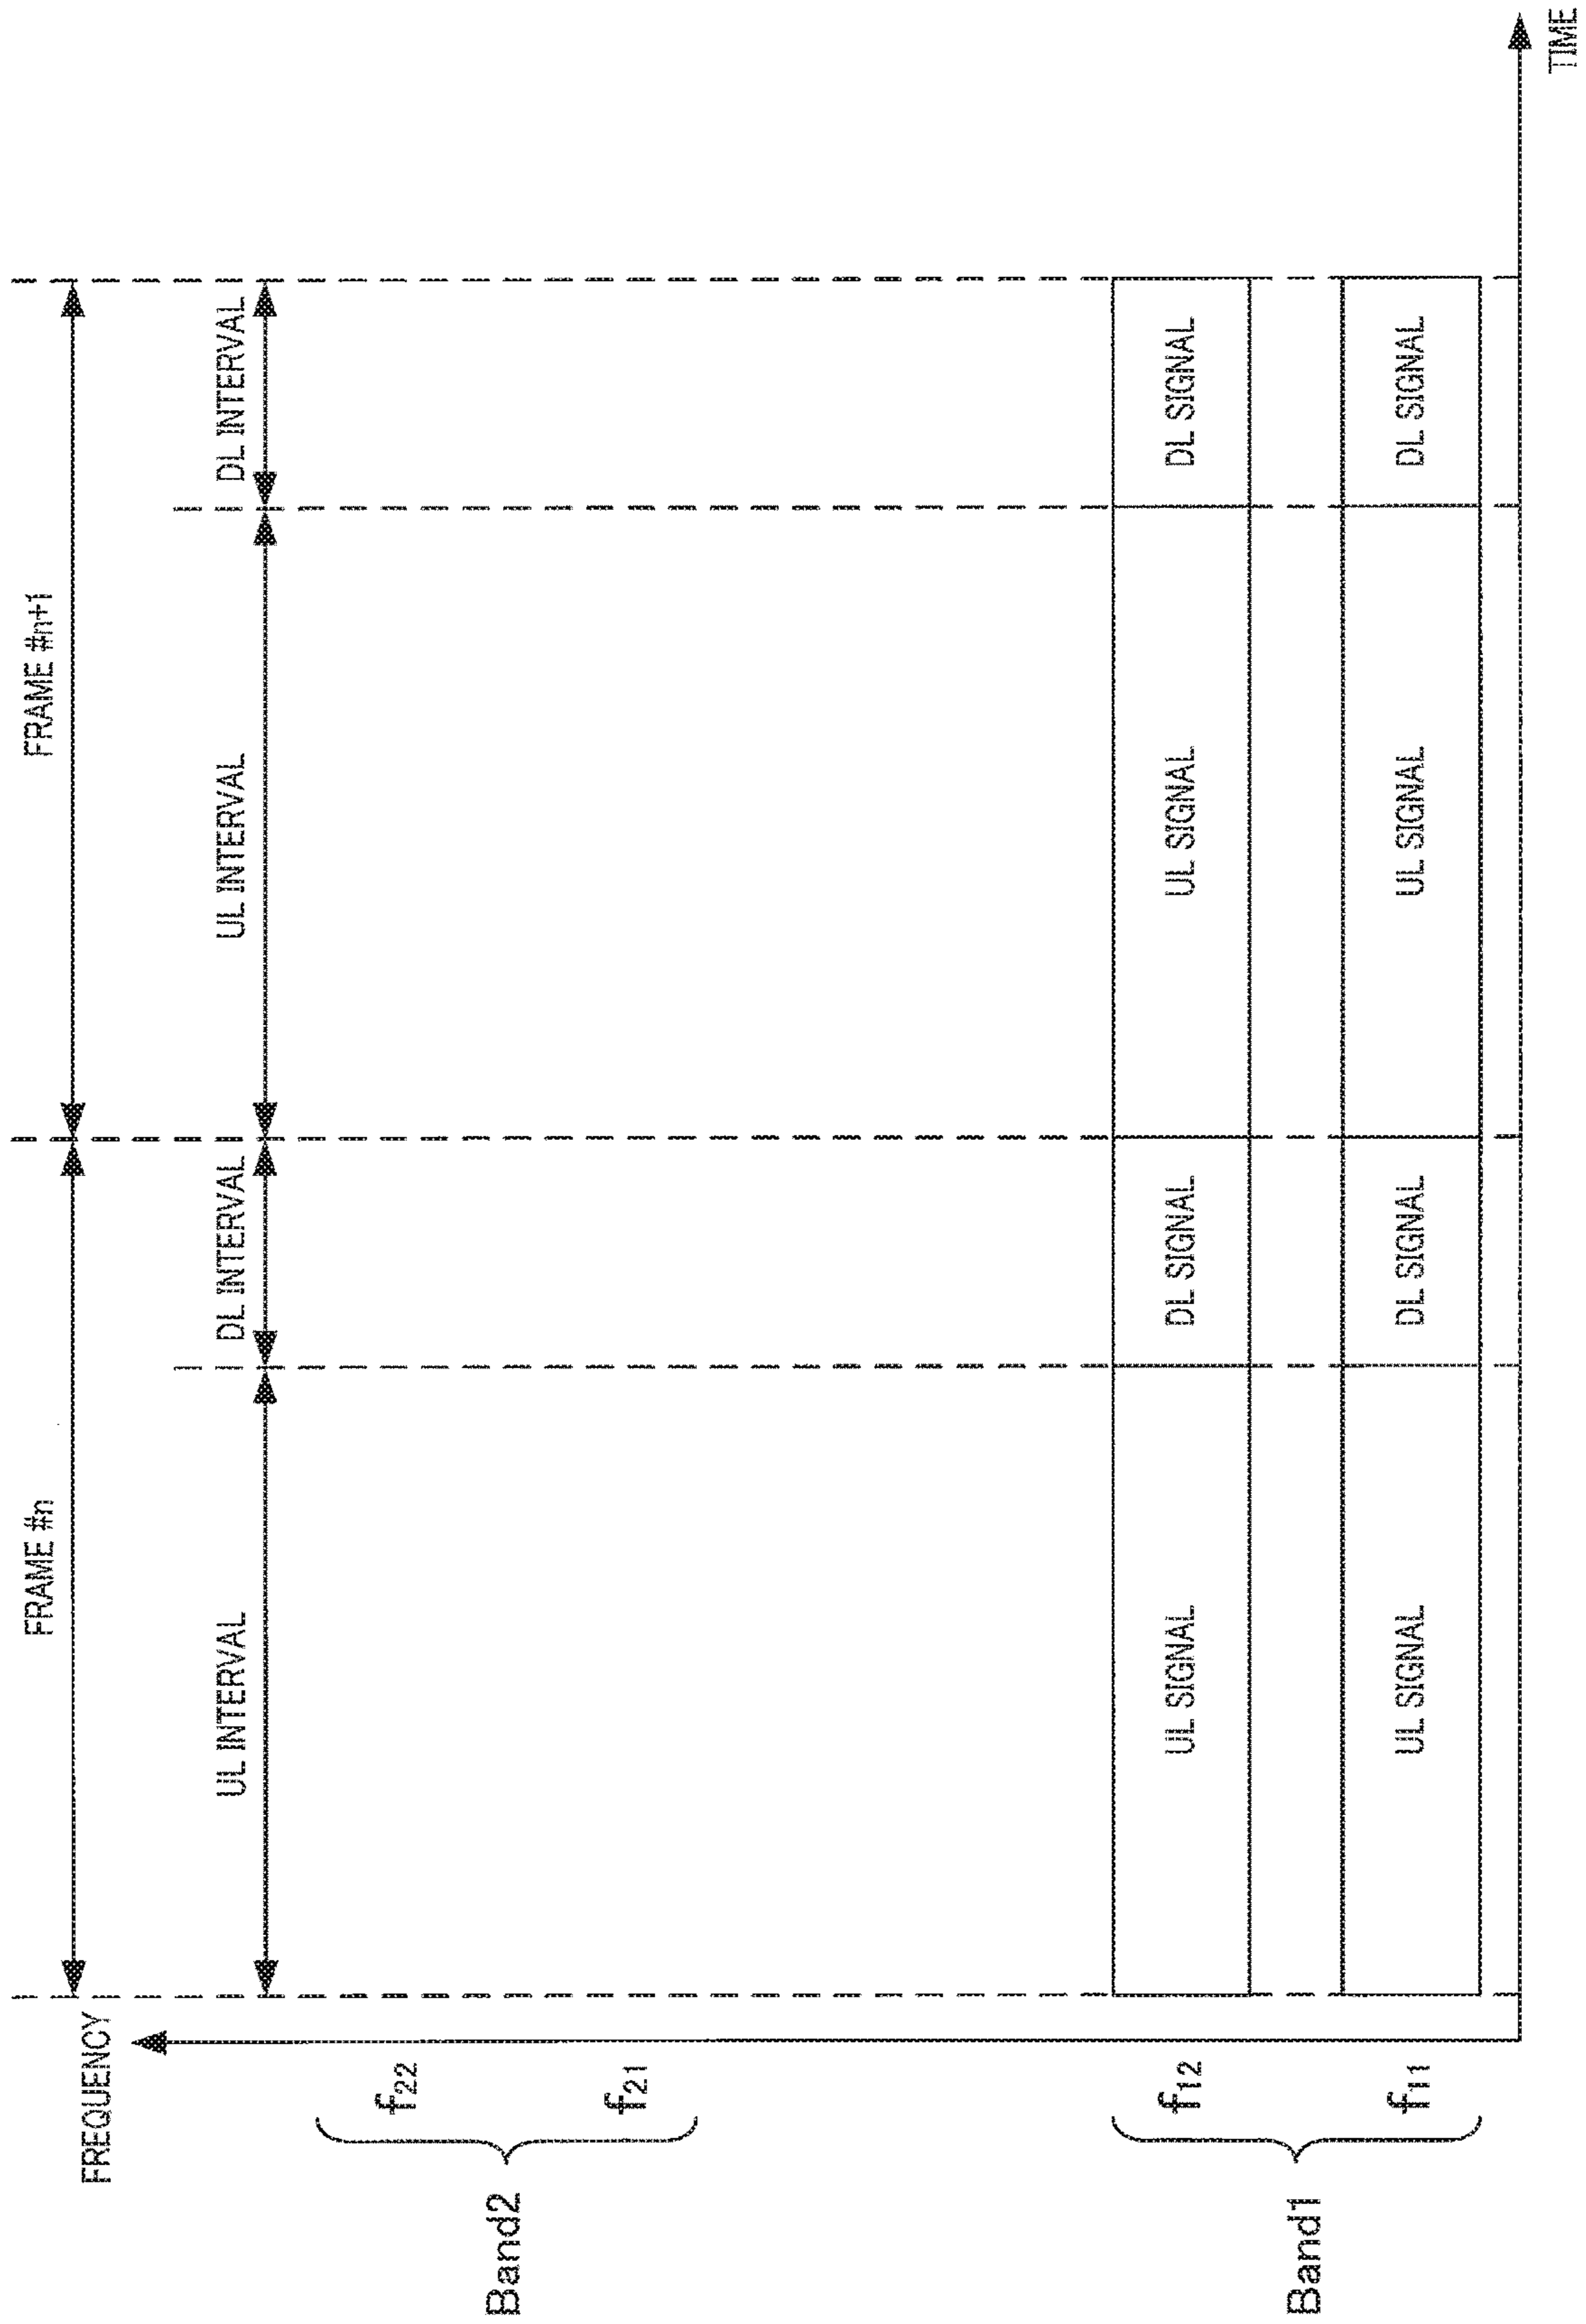 FREQUENCY
FRAME #n
FRAME #n+1
UL INTERVAL
DL INTERVAL
UL INTERVAL
DL INTERVAL
Band2
f22
f21
Band1
f12
UL SIGNAL
DL SIGNAL
UL SIGNAL
DL SIGNAL
f11
UL SIGNAL
DL SIGNAL
UL SIGNAL
DL SIGNAL
TIME